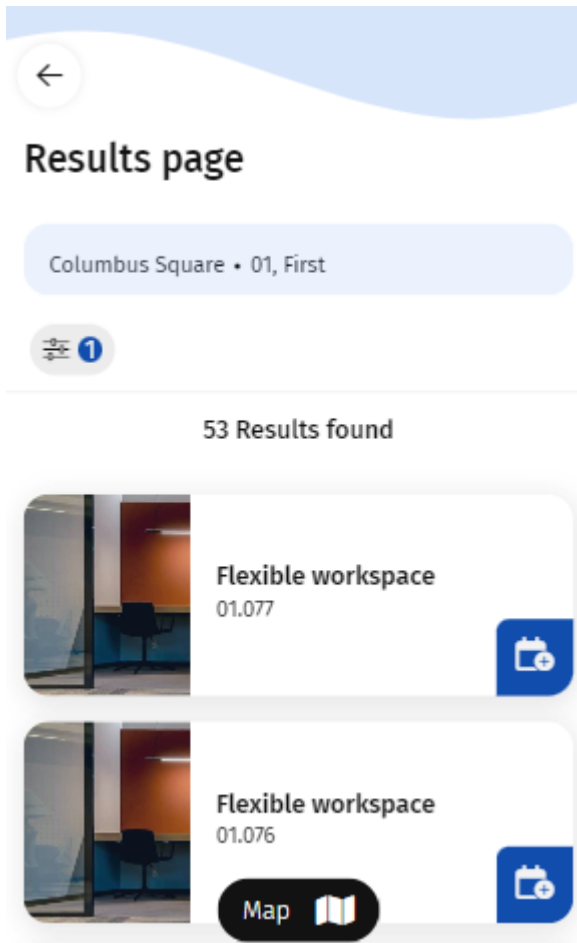 Results page
Columbus Square • 01, First
1
53 Results found
Flexible workspace
01.077
Flexible workspace
01.076
Map